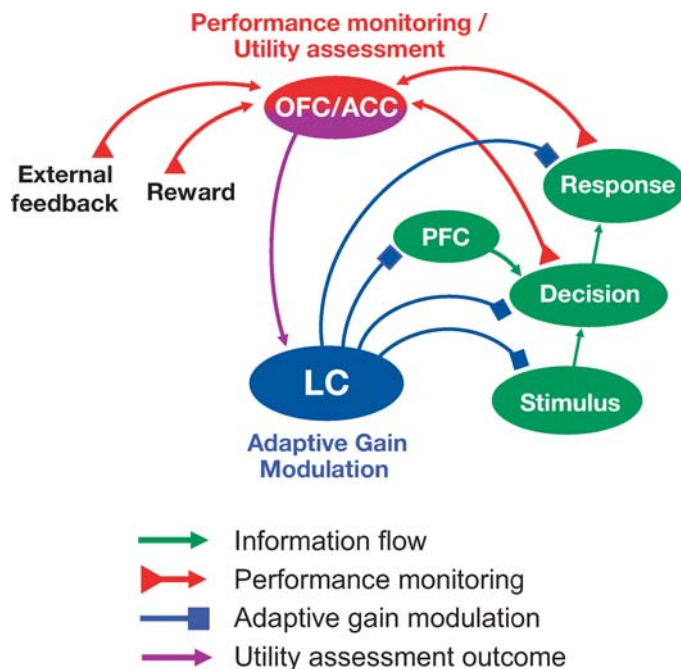 Performance monitoring /
Utility assessment
OFC/ACC
External
feedback
Reward
Response
PFC
Decision
LC
Stimulus
Adaptive Gain
Modulation
Information flow
Performance monitoring
Adaptive gain modulation
Utility assessment outcome